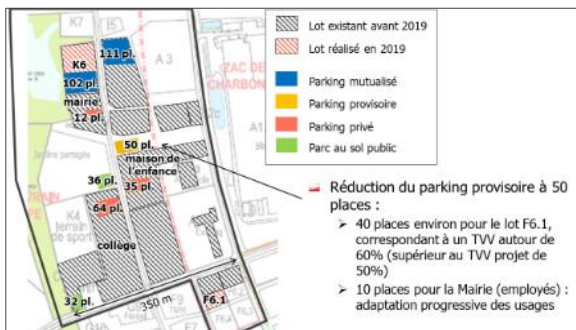 K7
I5
111 pl.
A 3
K6
102 pl.
mairie
12 pl.
ZAC DE
CHARBON
50 pl.
maison de
l'enfance
36 pl.
35 pl.
64 pl.
K4
terrain
de sport
collège
32 pl.
350 m
F6.1
Lot existant avant 2019
Lot réalisé en 2019
Parking mutualisé
Parking provisoire
Parking privé
Parc au sol public
Réduction du parking provisoire à 50
places :
40 places environ pour le lot F6.1,
correspondant à un TVV autour de
60% (supérieur au TVV projet de
50%)
10 places pour la Mairie (employés) :
adaptation progressive des usages